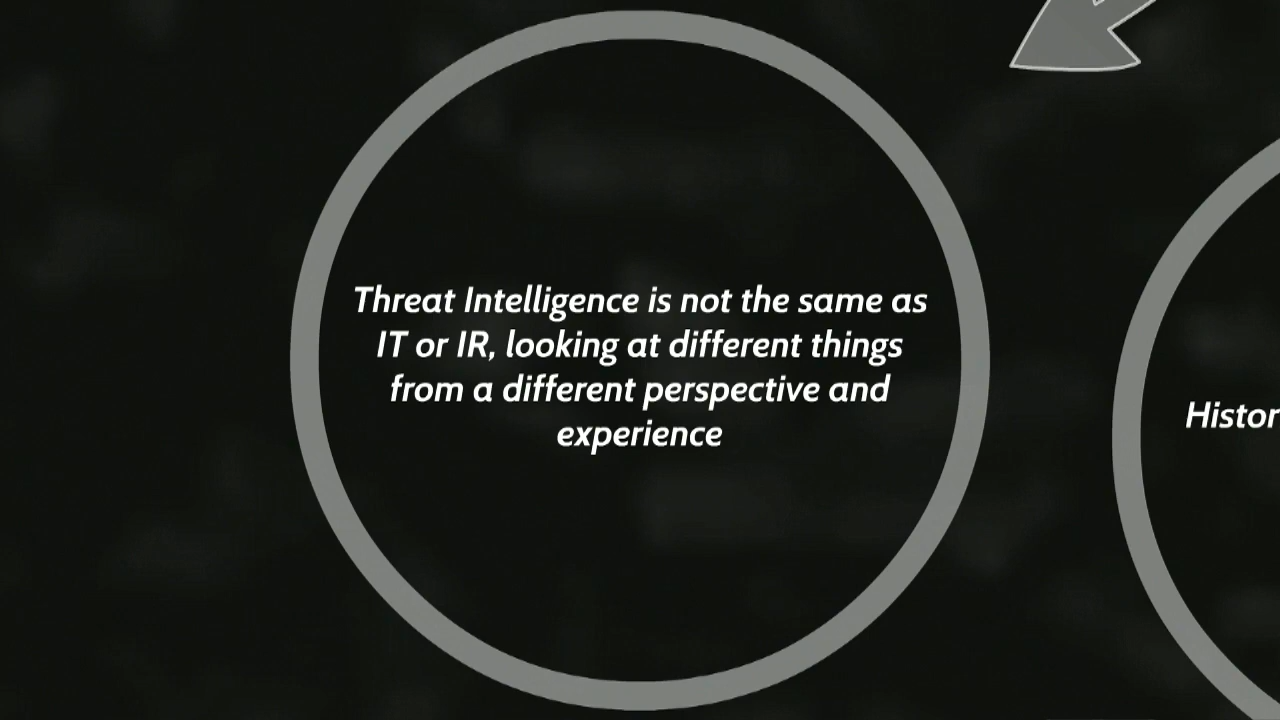 Threat Intelligence is not the same as
IT or IR, looking at different things
from a different perspective and
experience